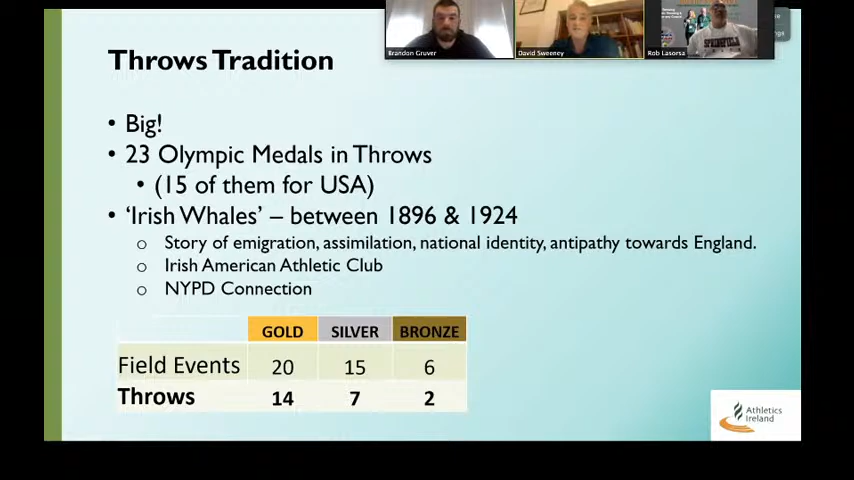 Throws Tradition
Brandon Gruver
David Sweeney
Rob Lasorsa
SPRINGFIELD
• Big!
• 23 Olympic Medals in Throws
• (15 of them for USA)
• ‘Irish Whales’ – between 1896 & 1924
o Story of emigration, assimilation, national identity, antipathy towards England.
o Irish American Athletic Club
o NYPD Connection
GOLD SILVER BRONZE
Field Events 20 15 6
Throws 14 7 2
Athletics
Ireland